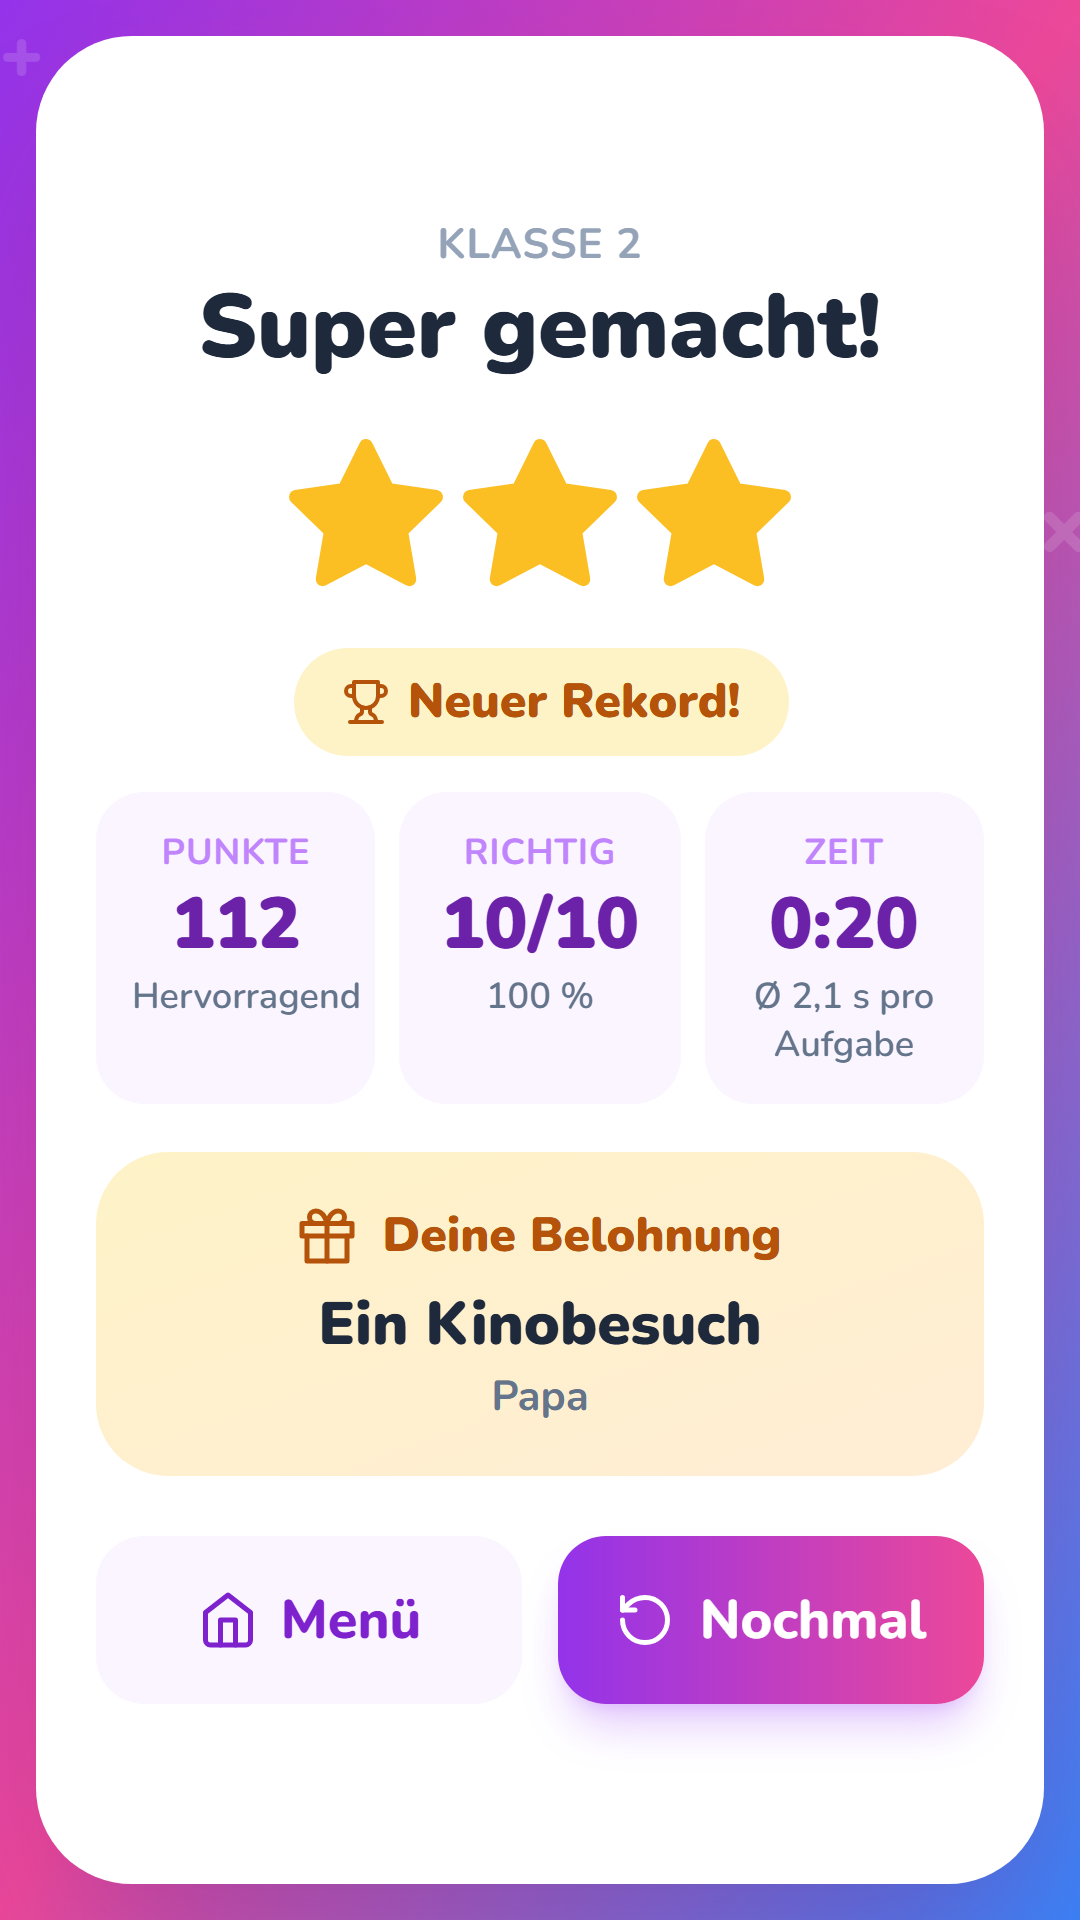 KLASSE 2
Super gemacht!
Neuer Rekord!
PUNKTE
112
Hervorragend
RICHTIG
10/10
100 %
ZEIT
0:20
Ø 2,1 s pro
Aufgabe
Deine Belohnung
Ein Kinobesuch
Papa
Menü
Nochmal